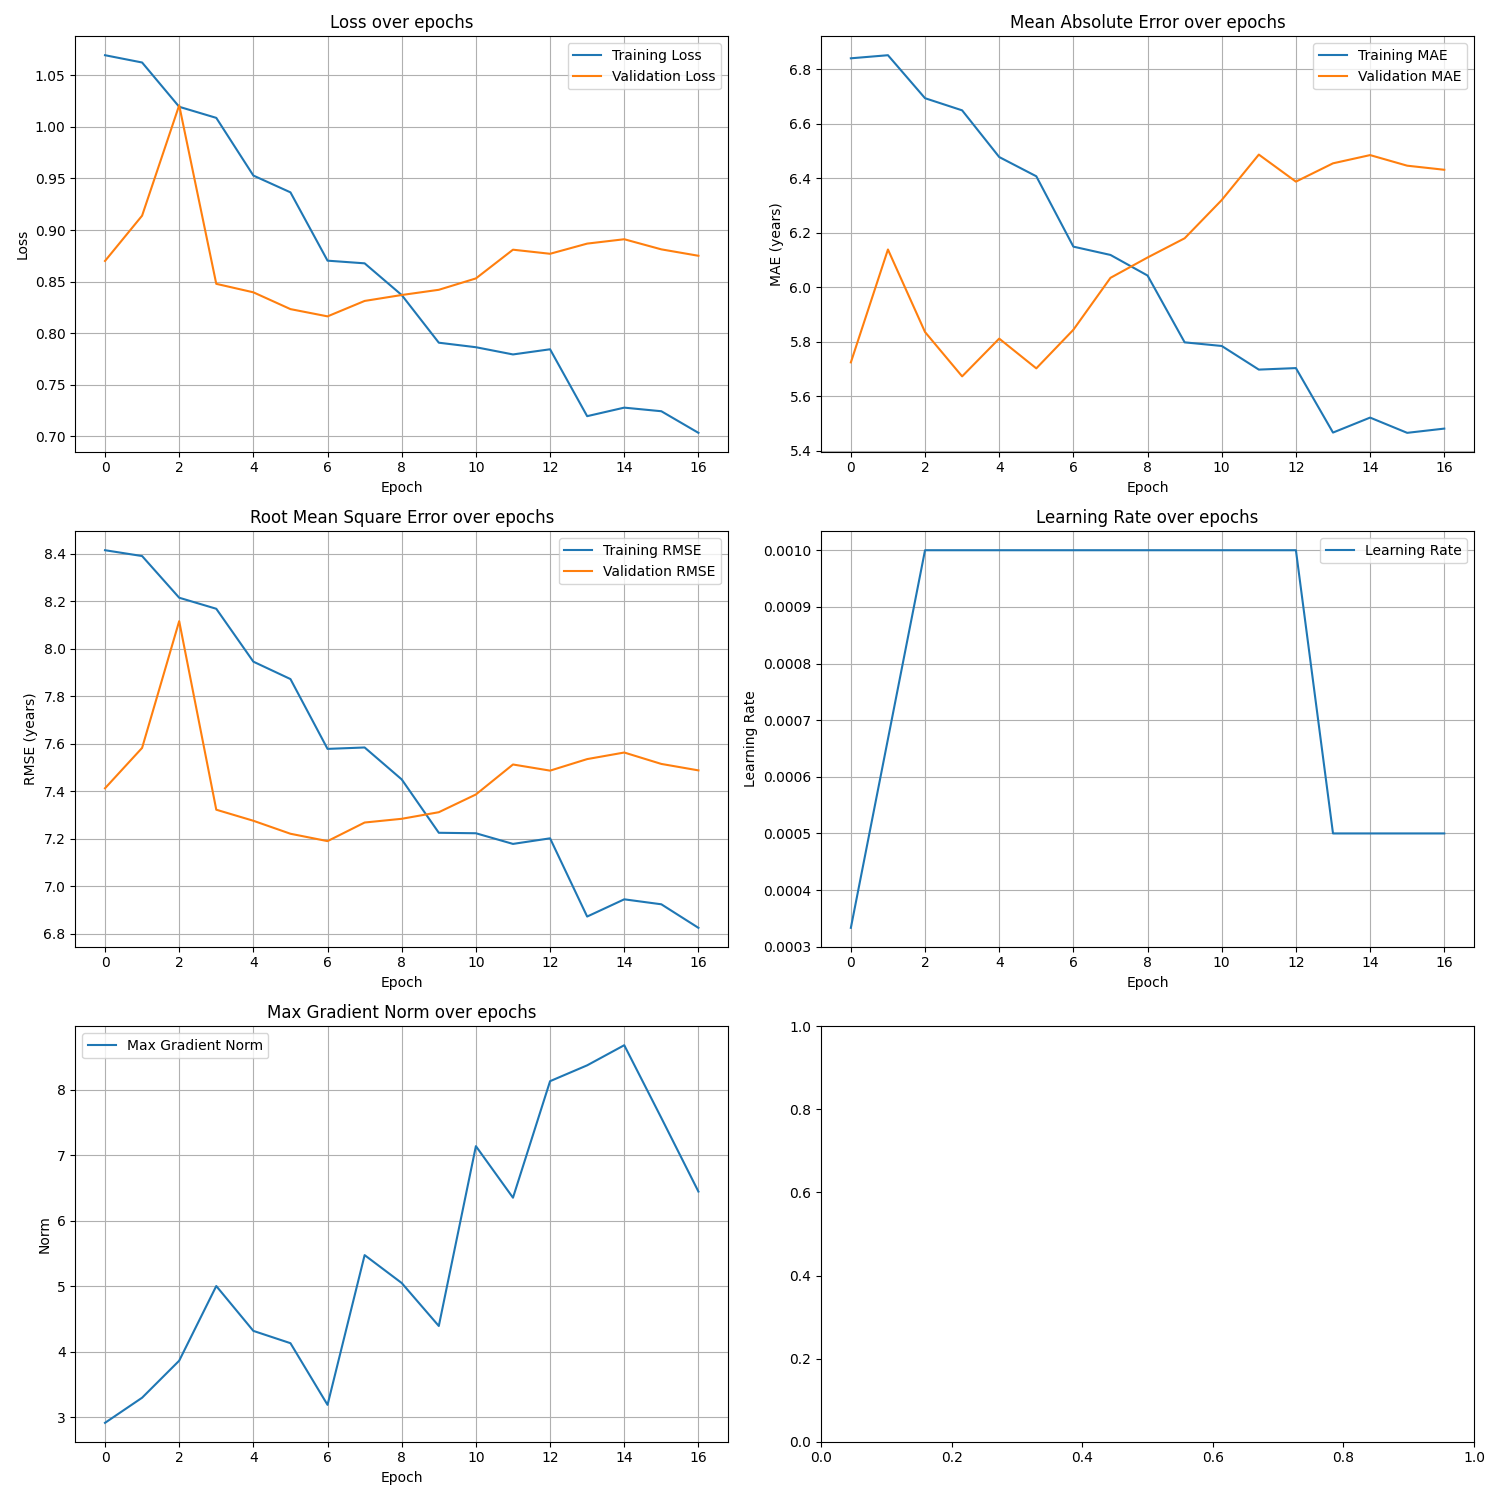 Loss over epochs
Training Loss
Validation Loss
1.05
1.00
0.95
0.90
0.85
0.80
0.75
0.70
Loss
0 2 4 6 8 10 12 14 16
Epoch
Mean Absolute Error over epochs
Training MAE
Validation MAE
6.8
6.6
6.4
6.2
6.0
5.8
5.6
5.4
MAE (years)
0 2 4 6 8 10 12 14 16
Epoch
Root Mean Square Error over epochs
Training RMSE
Validation RMSE
8.4
8.2
8.0
7.8
7.6
7.4
7.2
7.0
6.8
RMSE (years)
0 2 4 6 8 10 12 14 16
Epoch
Learning Rate over epochs
Learning Rate
0.0010
0.0009
0.0008
0.0007
0.0006
0.0005
0.0004
0.0003
Learning Rate
0 2 4 6 8 10 12 14 16
Epoch
Max Gradient Norm over epochs
Max Gradient Norm
8
7
6
5
4
3
Norm
0 2 4 6 8 10 12 14 16
Epoch
1.0
0.8
0.6
0.4
0.2
0.0
0.0 0.2 0.4 0.6 0.8 1.0